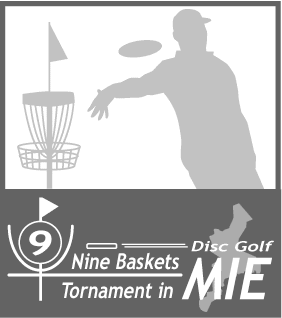 Disc Golf
9
Nine Baskets
Tornament in MIE